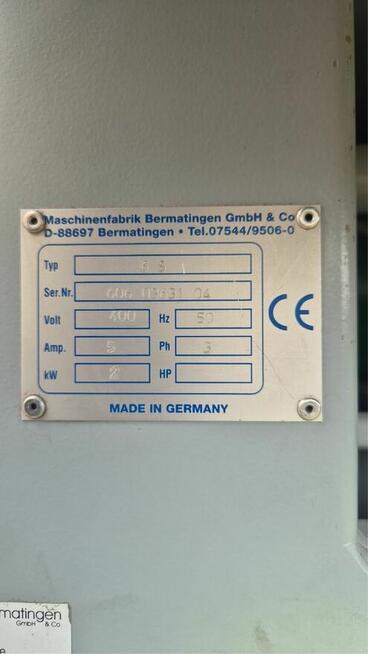 Maschinenfabrik Bermatingen GmbH & Co
D-88697 Bermatingen • Tel.07544/9506-0
Typ
Ser.Nr. 04
Volt 400 Hz 50
Amp. 5 Ph 3
kW 2 HP
CE
MADE IN GERMANY
matingen
GmbH & Co
e